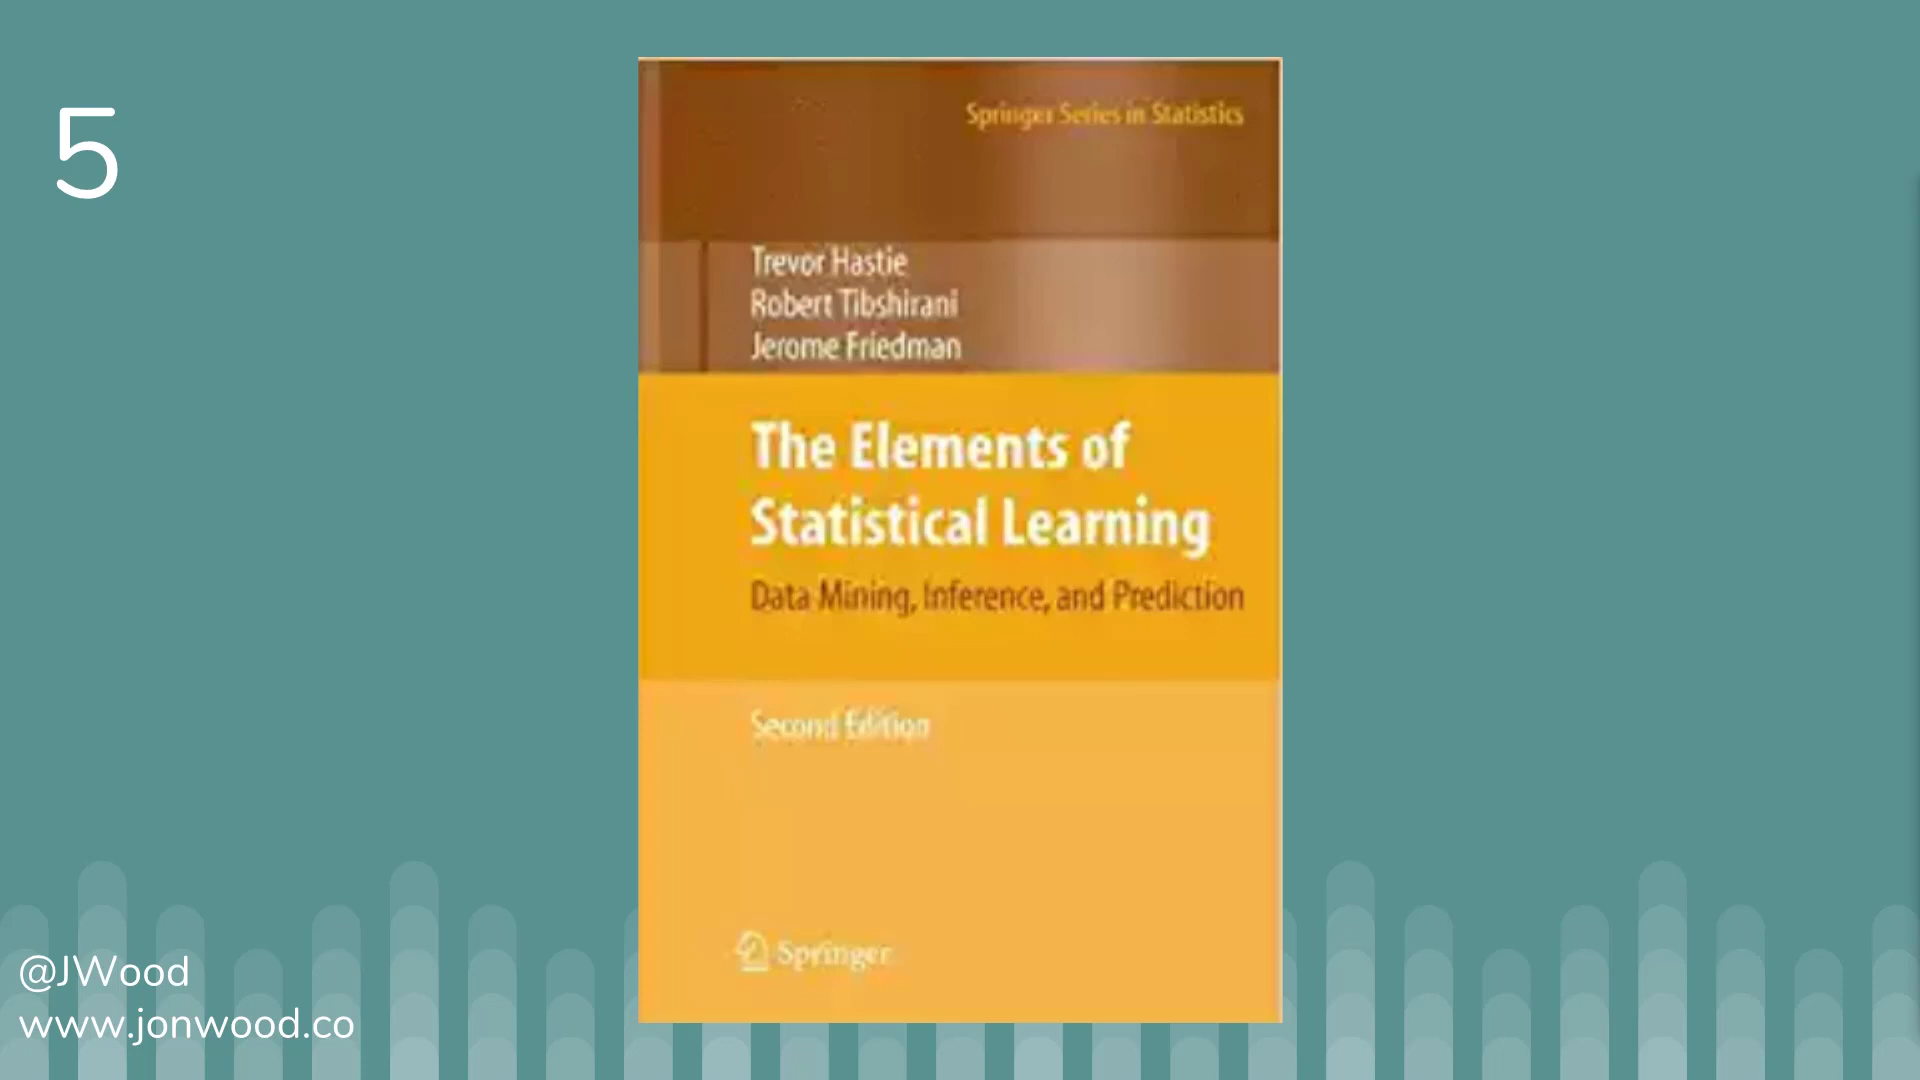 5
Springer Series in Statistics
Trevor Hastie
Robert Tibshirani
Jerome Friedman
The Elements of
Statistical Learning
Data Mining, Inference, and Prediction
Second Edition
Springer
@JWood
www.jonwood.co